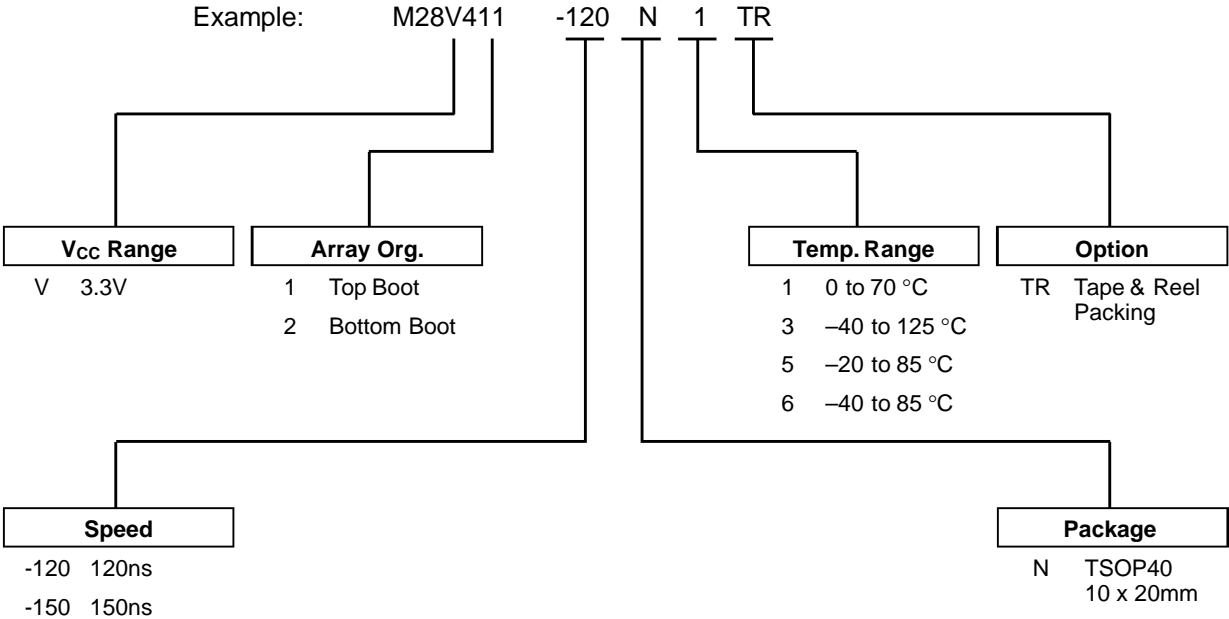 Example: M28V411 -120 N 1 TR
VCC Range
V 3.3V
Array Org.
1 Top Boot
2 Bottom Boot
Temp. Range
1 0 to 70 °C
3 –40 to 125 °C
5 –20 to 85 °C
6 –40 to 85 °C
Option
TR Tape & Reel
Packing
Speed
-120 120ns
-150 150ns
Package
N TSOP40
10 x 20mm